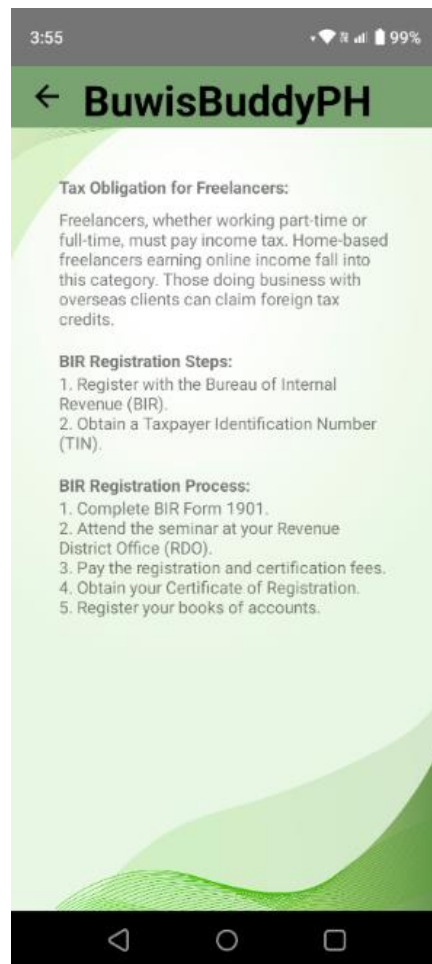 3:55
99%
BuwisBuddyPH
Tax Obligation for Freelancers:
Freelancers, whether working part-time or
full-time, must pay income tax. Home-based
freelancers earning online income fall into
this category. Those doing business with
overseas clients can claim foreign tax
credits.
BIR Registration Steps:
1. Register with the Bureau of Internal
Revenue (BIR).
2. Obtain a Taxpayer Identification Number
(TIN).
BIR Registration Process:
1. Complete BIR Form 1901.
2. Attend the seminar at your Revenue
District Office (RDO).
3. Pay the registration and certification fees.
4. Obtain your Certificate of Registration.
5. Register your books of accounts.